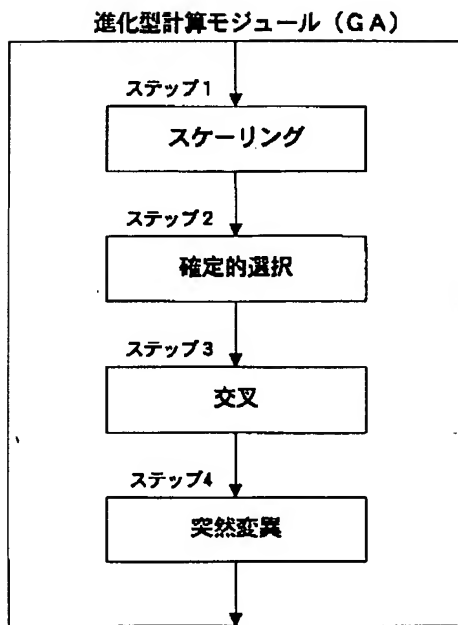 進化型計算モジュール（GA）
ステップ1
スケーリング
ステップ2
確定的選択
ステップ3
交叉
ステップ4
突然変異